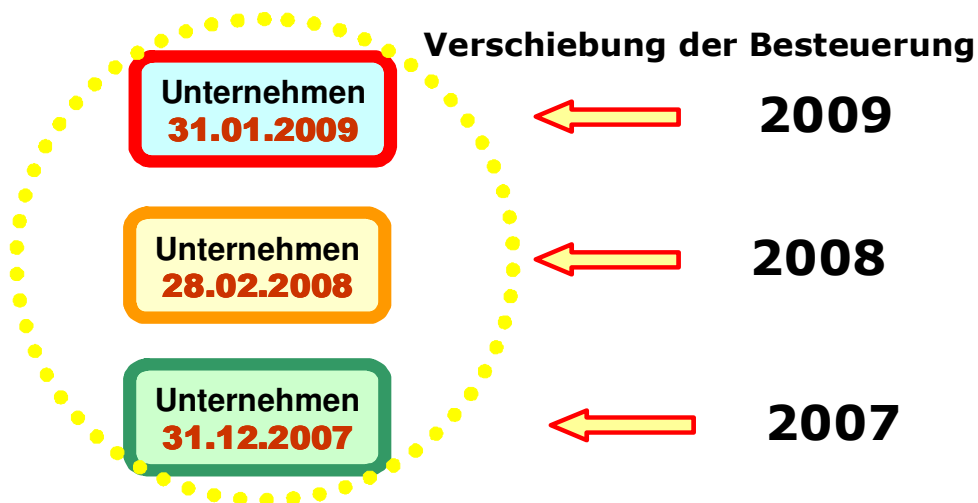 Verschiebung der Besteuerung
Unternehmen
31.01.2009
2009
Unternehmen
28.02.2008
2008
Unternehmen
31.12.2007
2007